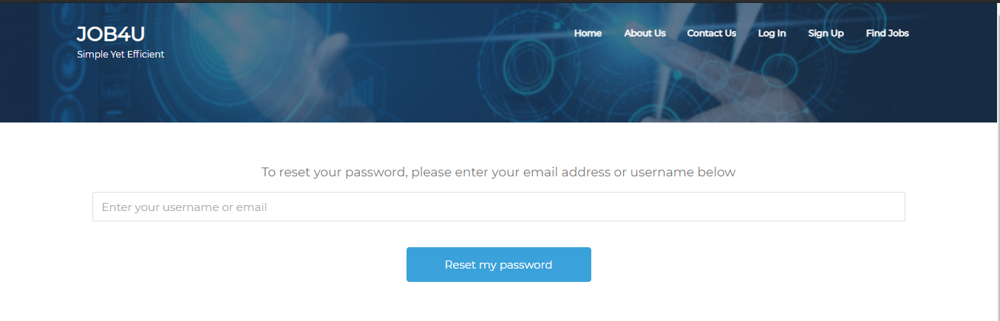 JOB4U
Simple Yet Efficient
Home About Us Contact Us Log In Sign Up Find Jobs
To reset your password, please enter your email address or username below
Enter your username or email
Reset my password